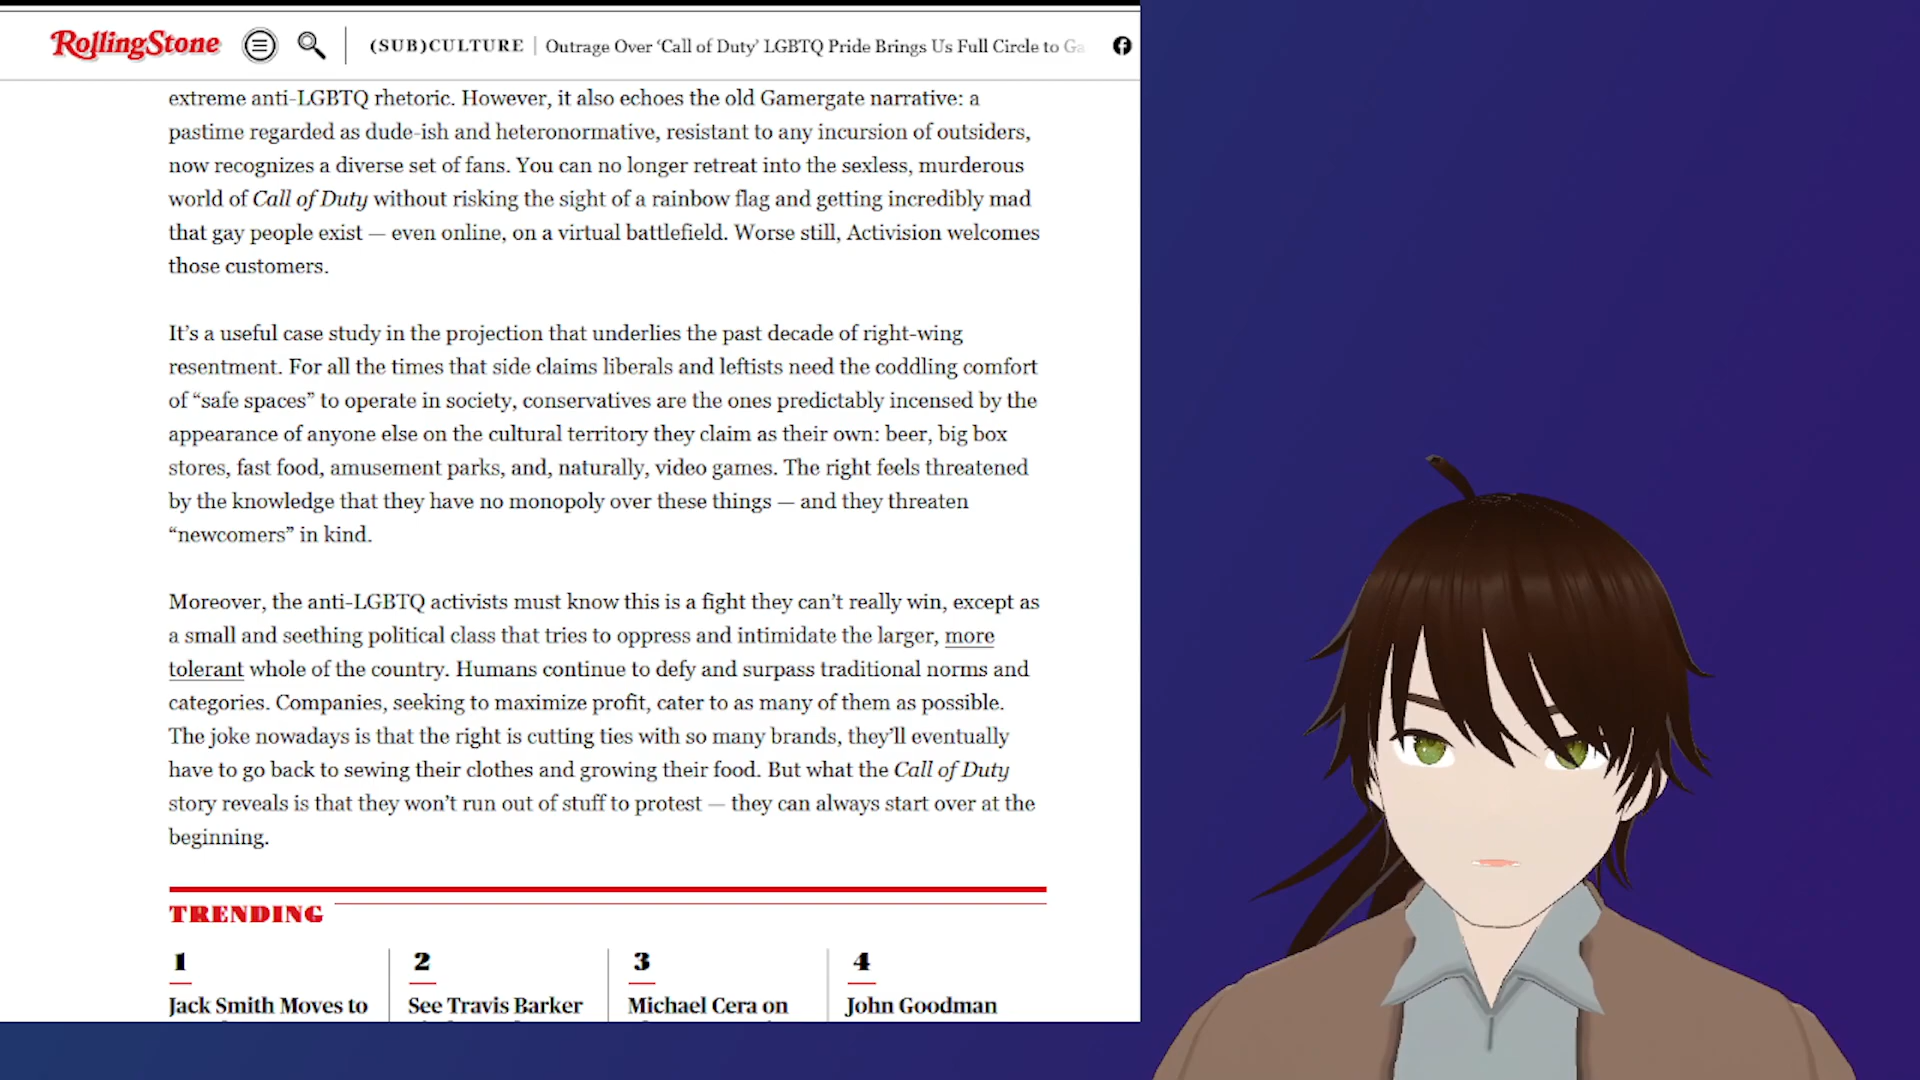 RollingStone
(SUB)CULTURE
Outrage Over ‘Call of Duty’ LGBTQ Pride Brings Us Full Circle to Ga
extreme anti-LGBTQ rhetoric. However, it also echoes the old Gamergate narrative: a
pastime regarded as dude-ish and heteronormative, resistant to any incursion of outsiders,
now recognizes a diverse set of fans. You can no longer retreat into the sexless, murderous
world of Call of Duty without risking the sight of a rainbow flag and getting incredibly mad
that gay people exist — even online, on a virtual battlefield. Worse still, Activision welcomes
those customers.
It’s a useful case study in the projection that underlies the past decade of right-wing
resentment. For all the times that side claims liberals and leftists need the coddling comfort
of “safe spaces” to operate in society, conservatives are the ones predictably incensed by the
appearance of anyone else on the cultural territory they claim as their own: beer, big box
stores, fast food, amusement parks, and, naturally, video games. The right feels threatened
by the knowledge that they have no monopoly over these things — and they threaten
“newcomers” in kind.
Moreover, the anti-LGBTQ activists must know this is a fight they can’t really win, except as
a small and seething political class that tries to oppress and intimidate the larger, more
tolerant whole of the country. Humans continue to defy and surpass traditional norms and
categories. Companies, seeking to maximize profit, cater to as many of them as possible.
The joke nowadays is that the right is cutting ties with so many brands, they’ll eventually
have to go back to sewing their clothes and growing their food. But what the Call of Duty
story reveals is that they won’t run out of stuff to protest — they can always start over at the
beginning.
TRENDING
1
Jack Smith Moves to
2
See Travis Barker
3
Michael Cera on
4
John Goodman